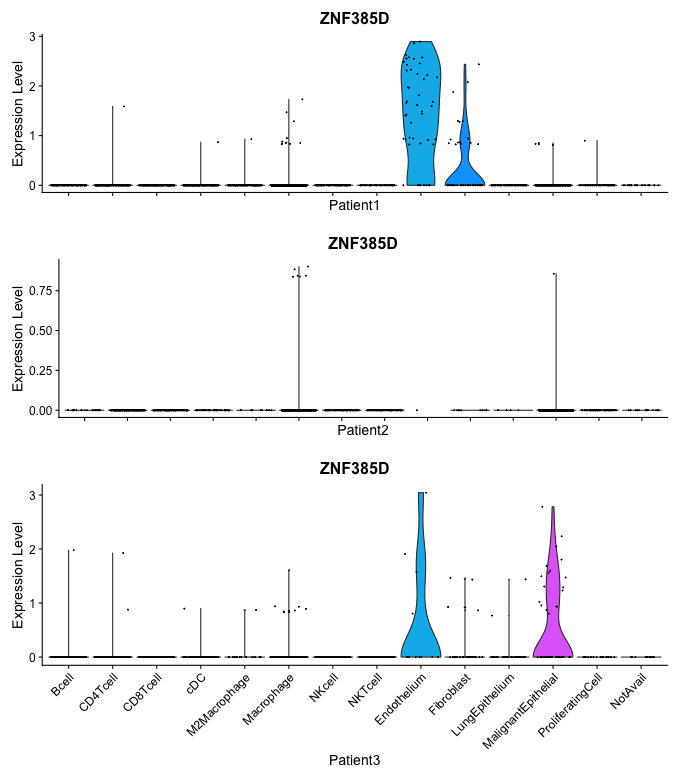 ZNF385D
Expression Level
3
2
1
0
Patient1
ZNF385D
Expression Level
0.75
0.50
0.25
0.00
Patient2
ZNF385D
Expression Level
3
2
1
0
Bcell
CD4Tcell
CD8Tcell
cDC
M2Macrophage
Macrophage
NKcell
NKTcell
Endothelium
Fibroblast
LungEpithelium
MalignantEpithelial
ProliferatingCell
NotAvail
Patient3